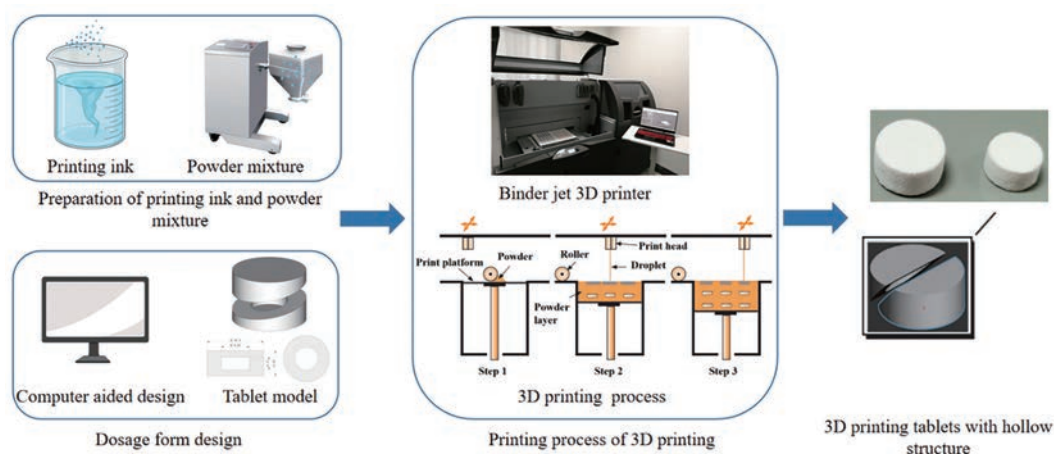 Printing ink
Powder mixture
Preparation of printing ink and powder
mixture
Computer aided design
Tablet model
Dosage form design
Binder jet 3D printer
Print head
Print platform
Powder
Roller
Droplet
Powder
layer
Step 1
Step 2
Step 3
3D printing process
Printing process of 3D printing
3D printing tablets with hollow
structure